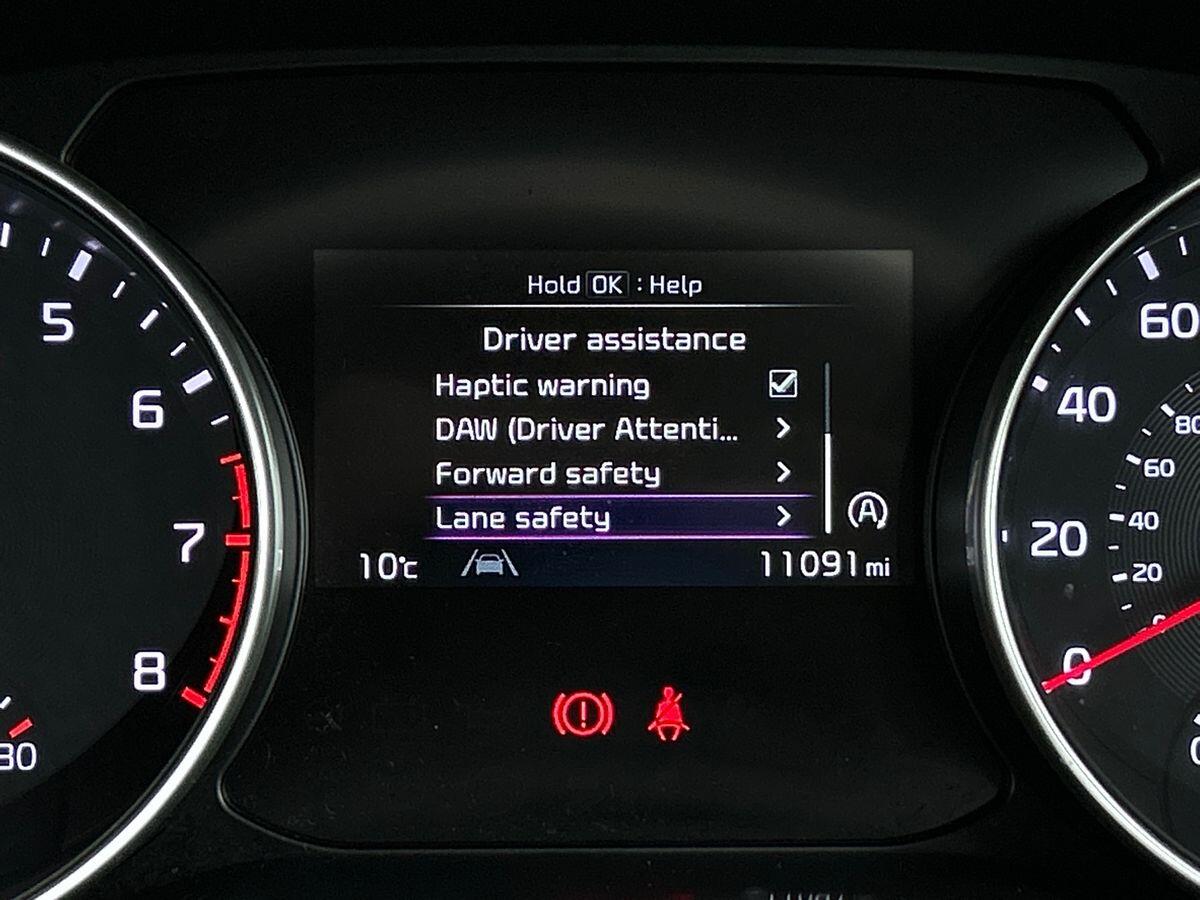 Hold OK : Help
Driver assistance
Haptic warning
DAW (Driver Attenti...
Forward safety
Lane safety
A
10°C
11091 mi
5
6
7
8
60
40
20
0
80
60
40
20